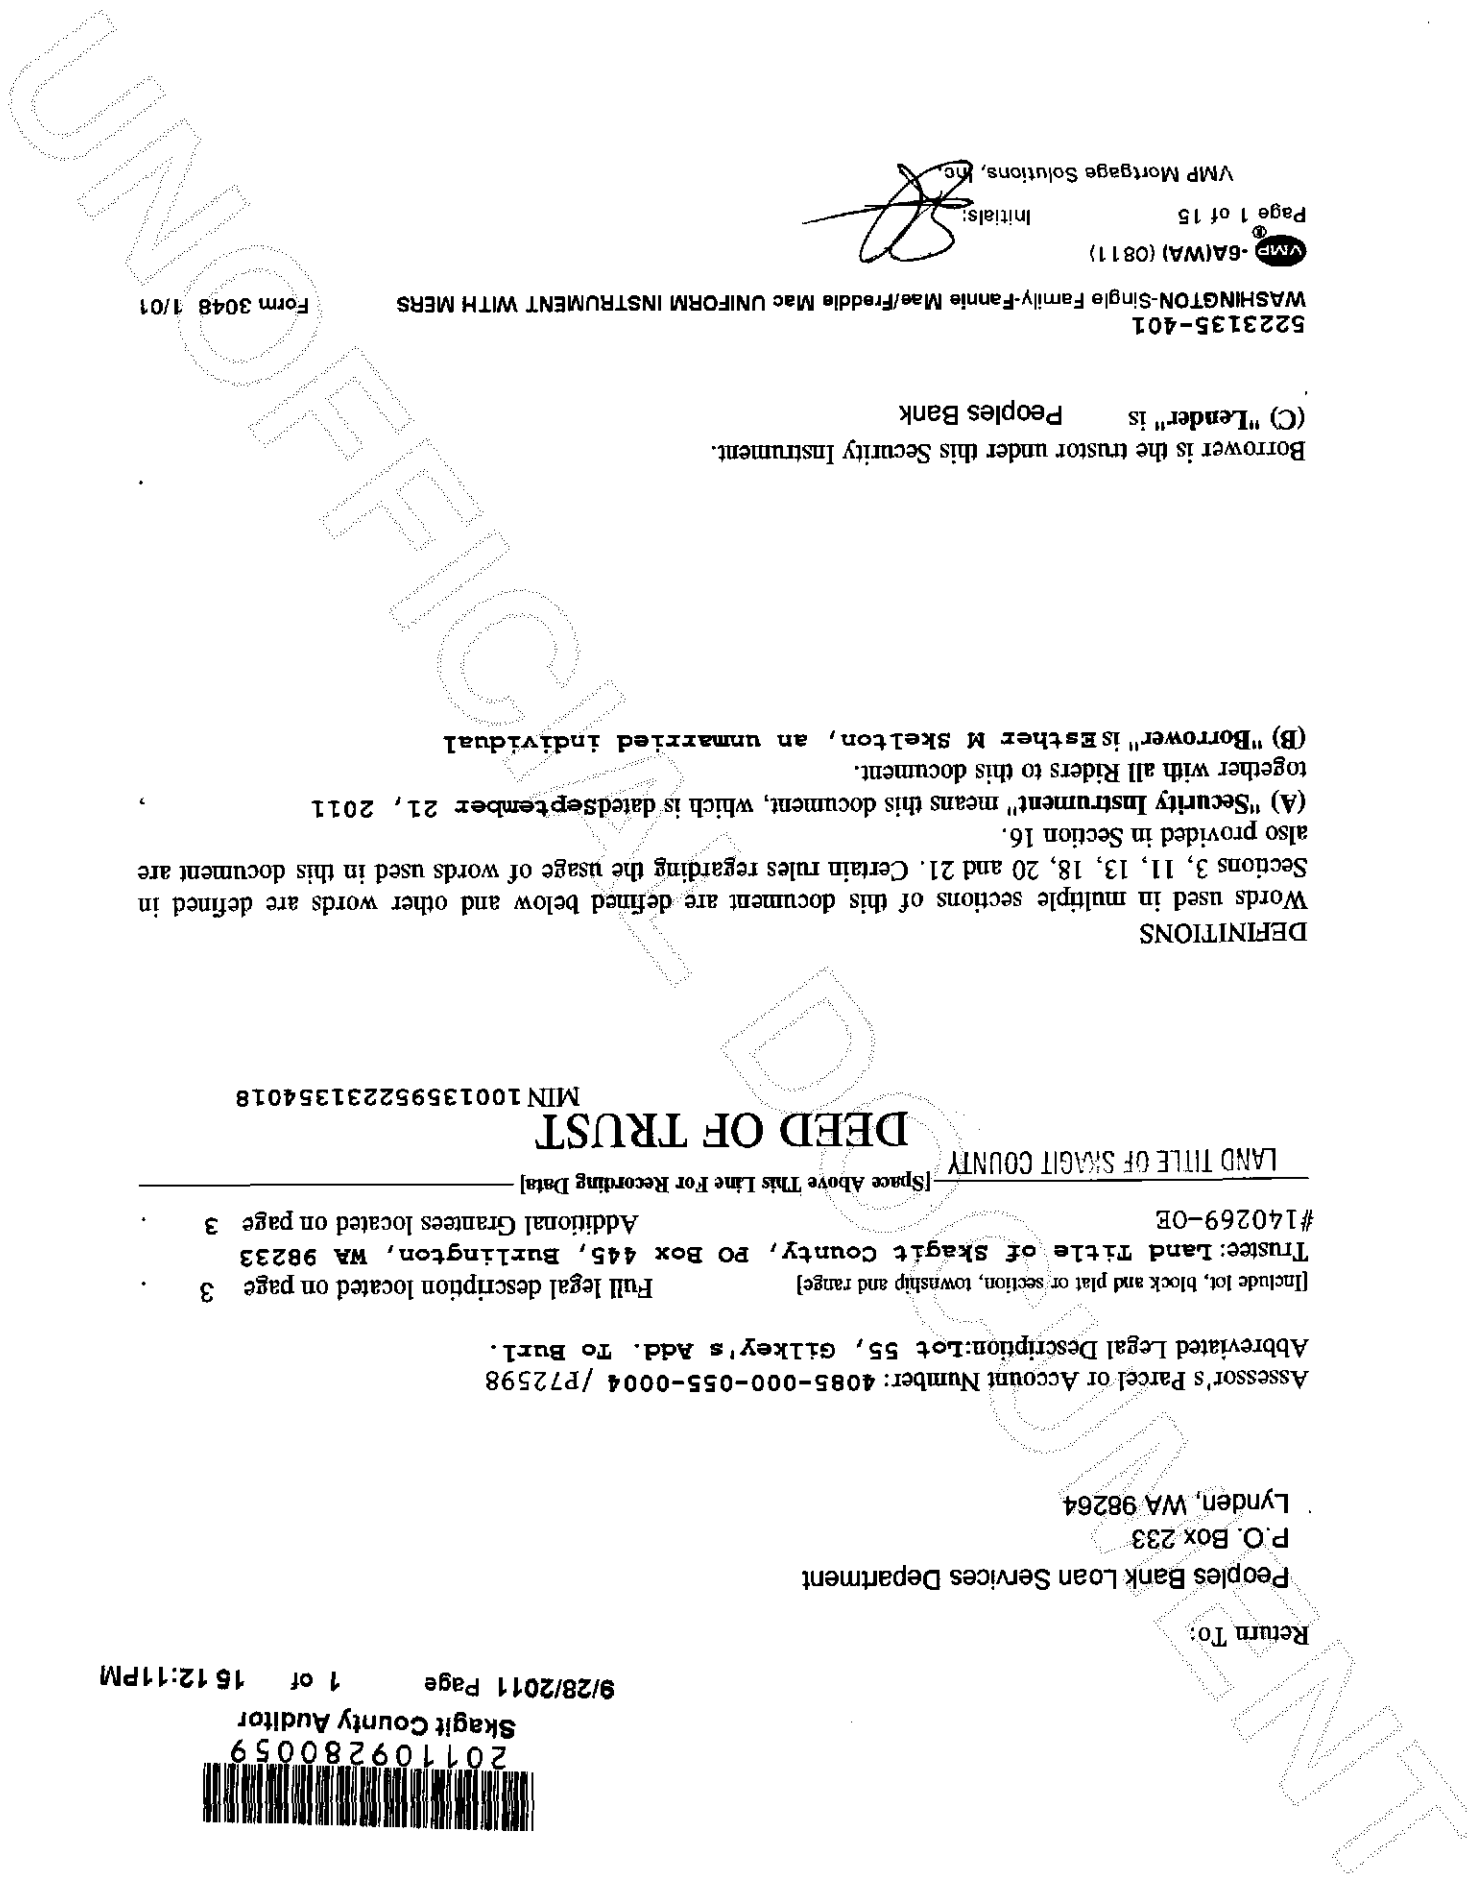 201109280059
Skagit County Auditor
9/28/2011 Page 1 of 15 12:11PM
Return To:
Peoples Bank Loan Services Department
P.O. Box 233
Lynden, WA 98264
Assessor's Parcel or Account Number: 4085-000-055-0004 /P72598
Abbreviated Legal Description:Lot 55, Gilkey's Add. To Burl.
[Include lot, block and plat or section, township and range] Full legal description located on page 3 .
Trustee: Land Title of Skagit County, PO Box 445, Burlington, WA 98233
#140269-OE Additional Grantees located on page 3 .
[Space Above This Line For Recording Data]
LAND TITLE OF SKAGIT COUNTY
DEED OF TRUST
MIN 100135952231354018
DEFINITIONS
Words used in multiple sections of this document are defined below and other words are defined in
Sections 3, 11, 13, 18, 20 and 21. Certain rules regarding the usage of words used in this document are
also provided in Section 16.
(A) "Security Instrument" means this document, which is datedSeptember 21, 2011 ,
together with all Riders to this document.
(B) "Borrower" isEsther M Skelton, an unmarried individual
.
Borrower is the trustor under this Security Instrument.
(C) "Lender" is Peoples Bank
.
5223135-401
WASHINGTON-Single Family-Fannie Mae/Freddie Mac UNIFORM INSTRUMENT WITH MERS Form 3048 1/01
VMP ® -6A(WA) (0811)
Page 1 of 15 Initials:
VMP Mortgage Solutions, Inc.
UNOFFICIAL DOCUMENT